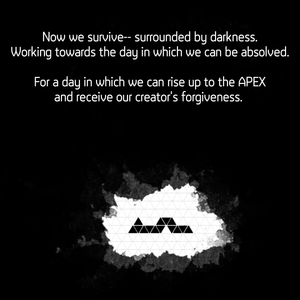 Now we survive-- surrounded by darkness.
Working towards the day in which we can be absolved.
For a day in which we can rise up to the APEX
and receive our creator's forgiveness.